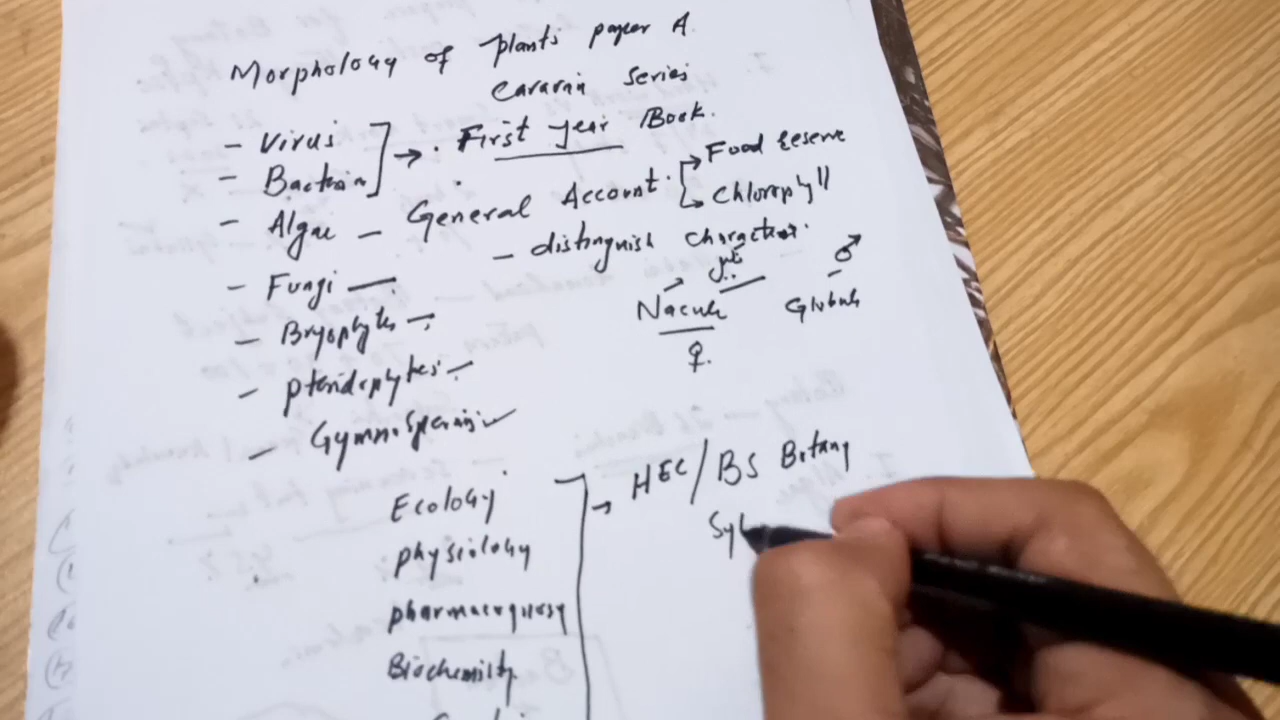 Morphology of plants paper A
Caravan Series
- Virus
- Bacteria → First year Book.
- Algae - General Account. → Food Reserve
→ Chlorophyll
- distinguish character.
- Fungi -
Nacule Globule ♂
♀
- Bryophytes -
- Pteridophytes -
- Gymnosperms ✓
Ecology → HEC/BS Botany
Syl
physiology
pharmacognosy
Biochemistry